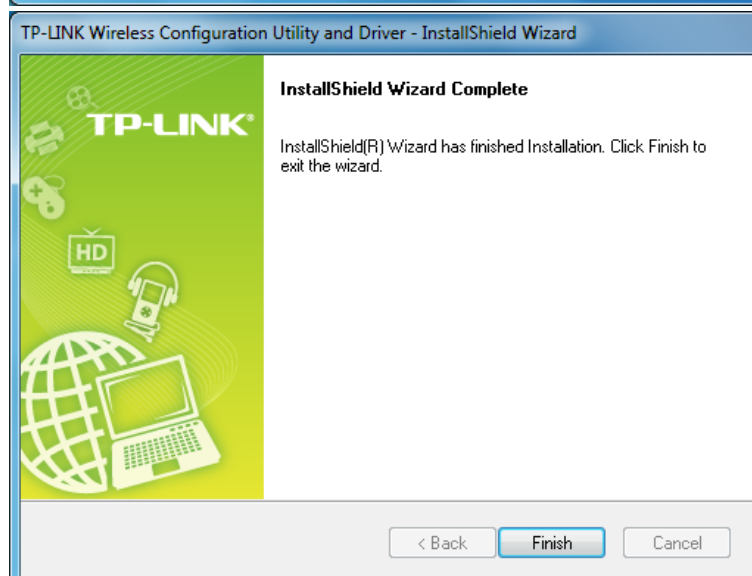 TP-LINK Wireless Configuration Utility and Driver - InstallShield Wizard
TP-LINK®
HD
InstallShield Wizard Complete
InstallShield(R) Wizard has finished Installation. Click Finish to
exit the wizard.
< Back
Finish
Cancel